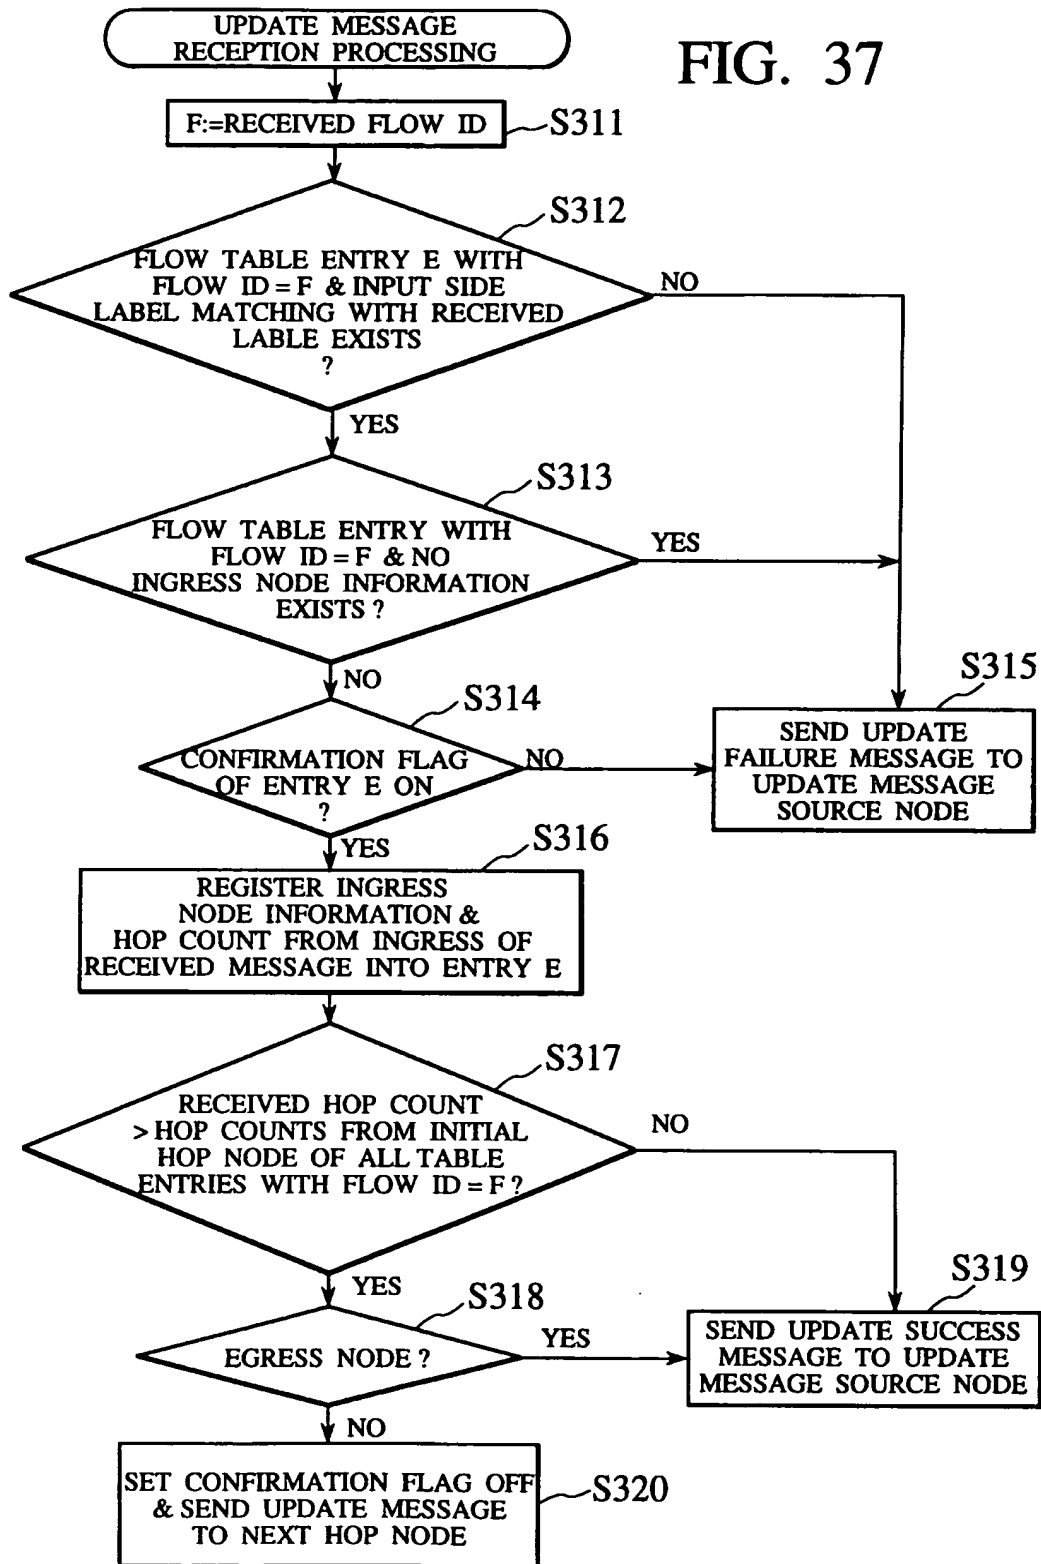 UPDATE MESSAGE
RECEPTION PROCESSING
FIG. 37
F:=RECEIVED FLOW ID
S311
S312
FLOW TABLE ENTRY E WITH
FLOW ID = F & INPUT SIDE
LABEL MATCHING WITH RECEIVED
LABLE EXISTS
?
NO
YES
S313
FLOW TABLE ENTRY WITH
FLOW ID = F & NO
INGRESS NODE INFORMATION
EXISTS ?
YES
NO
S314
CONFIRMATION FLAG
OF ENTRY E ON
?
NO
YES
S315
SEND UPDATE
FAILURE MESSAGE TO
UPDATE MESSAGE
SOURCE NODE
S316
REGISTER INGRESS
NODE INFORMATION &
HOP COUNT FROM INGRESS OF
RECEIVED MESSAGE INTO ENTRY E
S317
RECEIVED HOP COUNT
> HOP COUNTS FROM INITIAL
HOP NODE OF ALL TABLE
ENTRIES WITH FLOW ID = F ?
NO
YES
S318
EGRESS NODE ?
YES
NO
S319
SEND UPDATE SUCCESS
MESSAGE TO UPDATE
MESSAGE SOURCE NODE
SET CONFIRMATION FLAG OFF
& SEND UPDATE MESSAGE
TO NEXT HOP NODE
S320